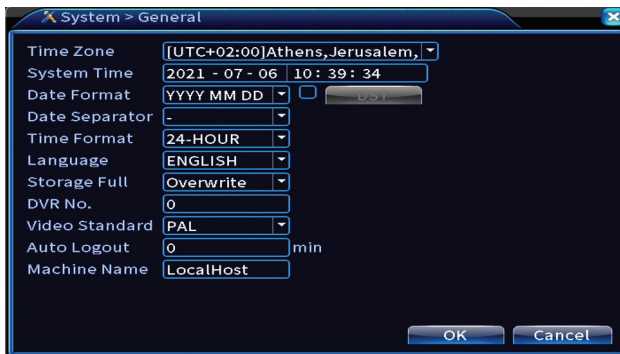 System > General
Time Zone [UTC+02:00]Athens,Jerusalem,
System Time 2021 - 07 - 06 10 : 39 : 34
Date Format YYYY MM DD DST
Date Separator -
Time Format 24-HOUR
Language ENGLISH
Storage Full Overwrite
DVR No. 0
Video Standard PAL
Auto Logout 0 min
Machine Name LocalHost
OK Cancel